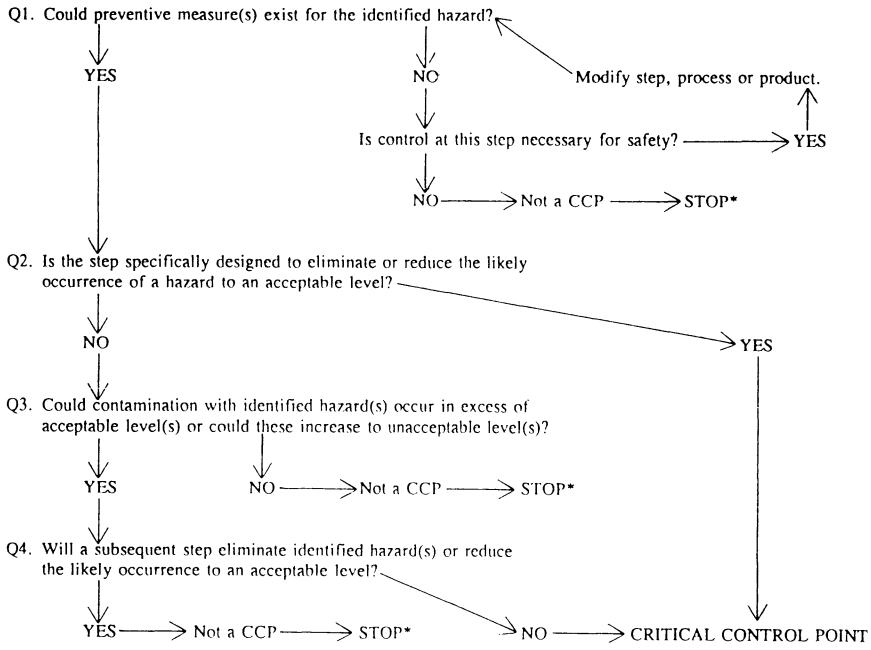 Q1. Could preventive measure(s) exist for the identified hazard?
YES
NO
Modify step, process or product.
Is control at this step necessary for safety?
YES
NO
Not a CCP
STOP*
Q2. Is the step specifically designed to eliminate or reduce the likely
occurrence of a hazard to an acceptable level?
NO
YES
Q3. Could contamination with identified hazard(s) occur in excess of
acceptable level(s) or could these increase to unacceptable level(s)?
YES
NO
Not a CCP
STOP*
Q4. Will a subsequent step eliminate identified hazard(s) or reduce
the likely occurrence to an acceptable level?
YES
Not a CCP
STOP*
NO
CRITICAL CONTROL POINT